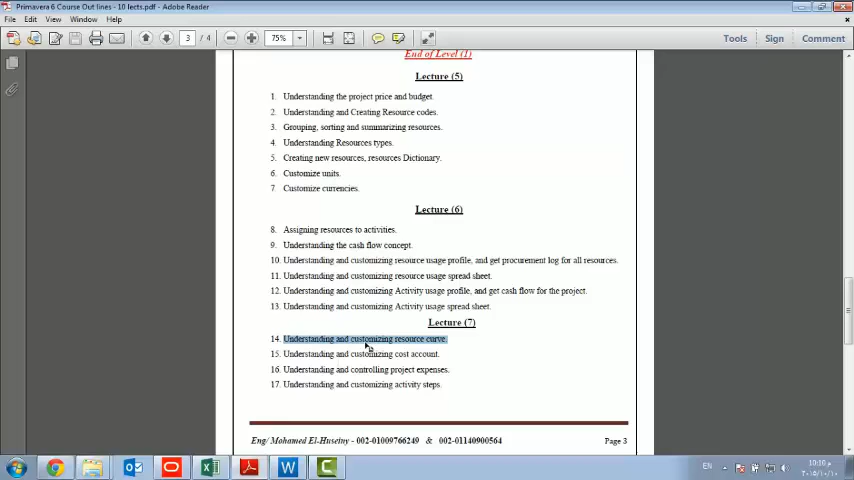 Primavera 6 Course Out lines - 10 lects.pdf - Adobe Reader
File Edit View Window Help
3 / 4 75% Tools Sign Comment
End of Level (1)
Lecture (5)
1. Understanding the project price and budget.
2. Understanding and Creating Resource codes.
3. Grouping, sorting and summarizing resources.
4. Understanding Resources types.
5. Creating new resources, resources Dictionary.
6. Customize units.
7. Customize currencies.
Lecture (6)
8. Assigning resources to activities.
9. Understanding the cash flow concept.
10. Understanding and customizing resource usage profile, and get procurement log for all resources.
11. Understanding and customizing resource usage spread sheet.
12. Understanding and customizing Activity usage profile, and get cash flow for the project.
13. Understanding and customizing Activity usage spread sheet.
Lecture (7)
14. Understanding and customizing resource curve.
15. Understanding and customizing cost account.
16. Understanding and controlling project expenses.
17. Understanding and customizing activity steps.
Eng/ Mohamed El-Huseiny - 002-01009766249 & 002-01140900564
Page 3
EN